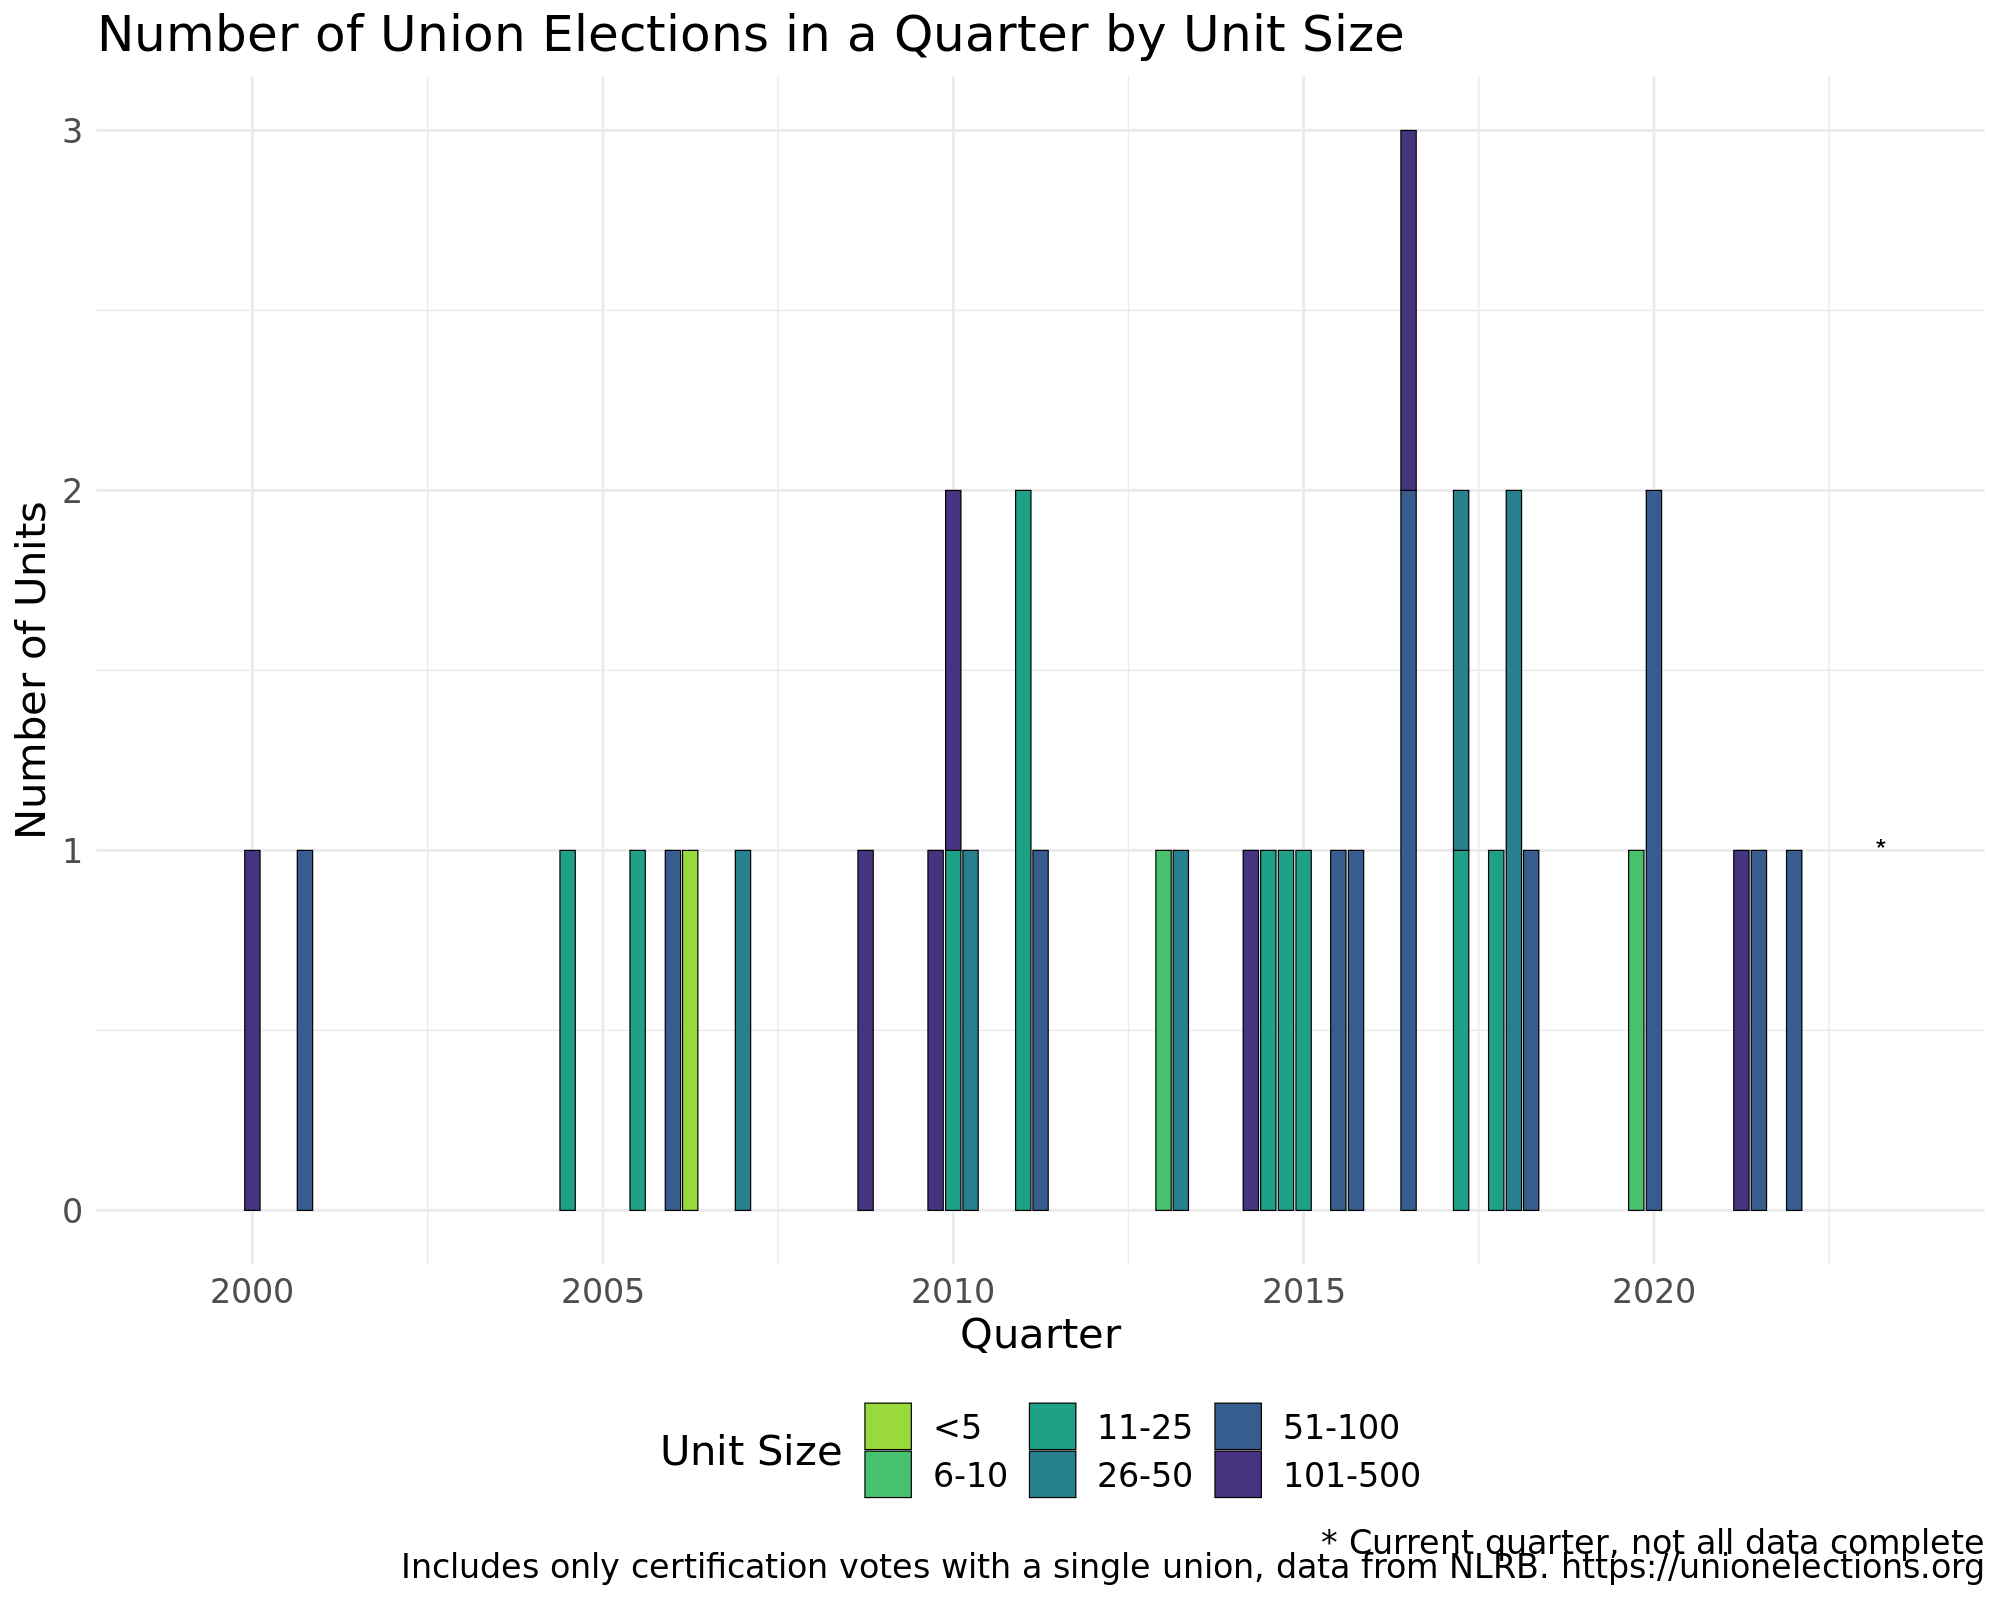 Number of Union Elections in a Quarter by Unit Size
Number of Units
3
2
1
0
*
2000 2005 2010 2015 2020
Quarter
Unit Size
<5 11-25 51-100
6-10 26-50 101-500
* Current quarter, not all data complete
Includes only certification votes with a single union, data from NLRB. https://unionelections.org